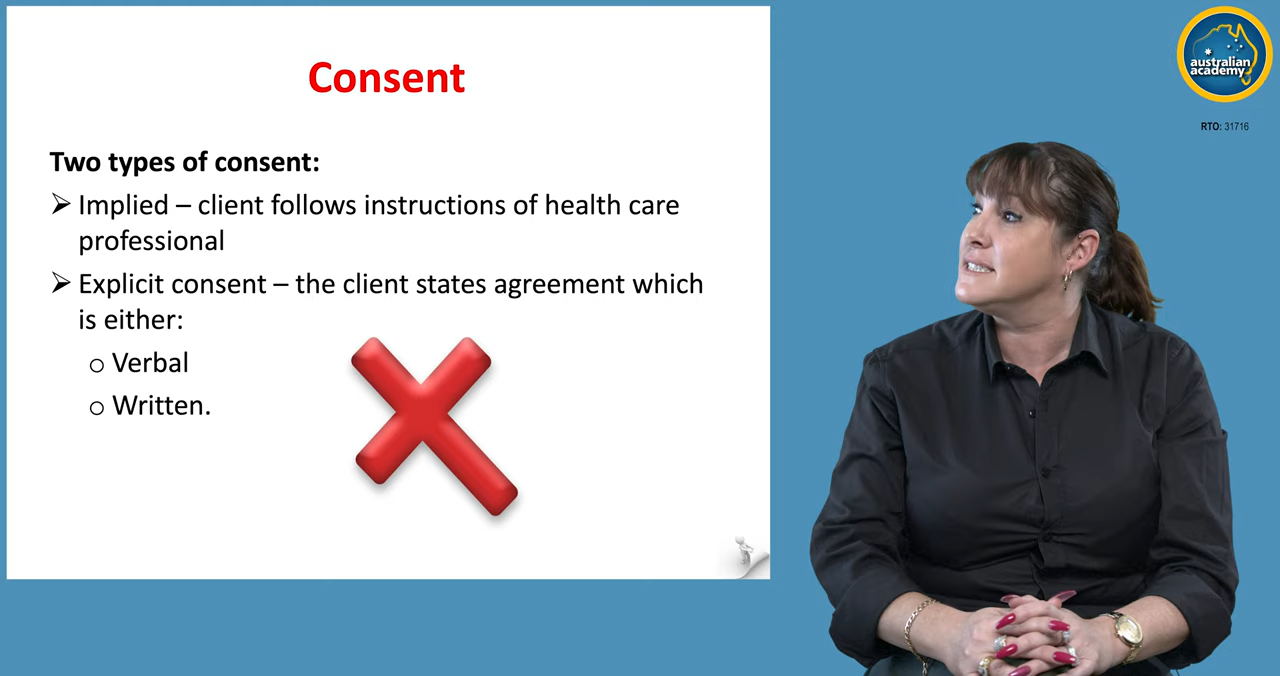 Consent
Two types of consent:
➢ Implied – client follows instructions of health care
professional
➢ Explicit consent – the client states agreement which
is either:
o Verbal
o Written.
australian
academy
RTO: 31716